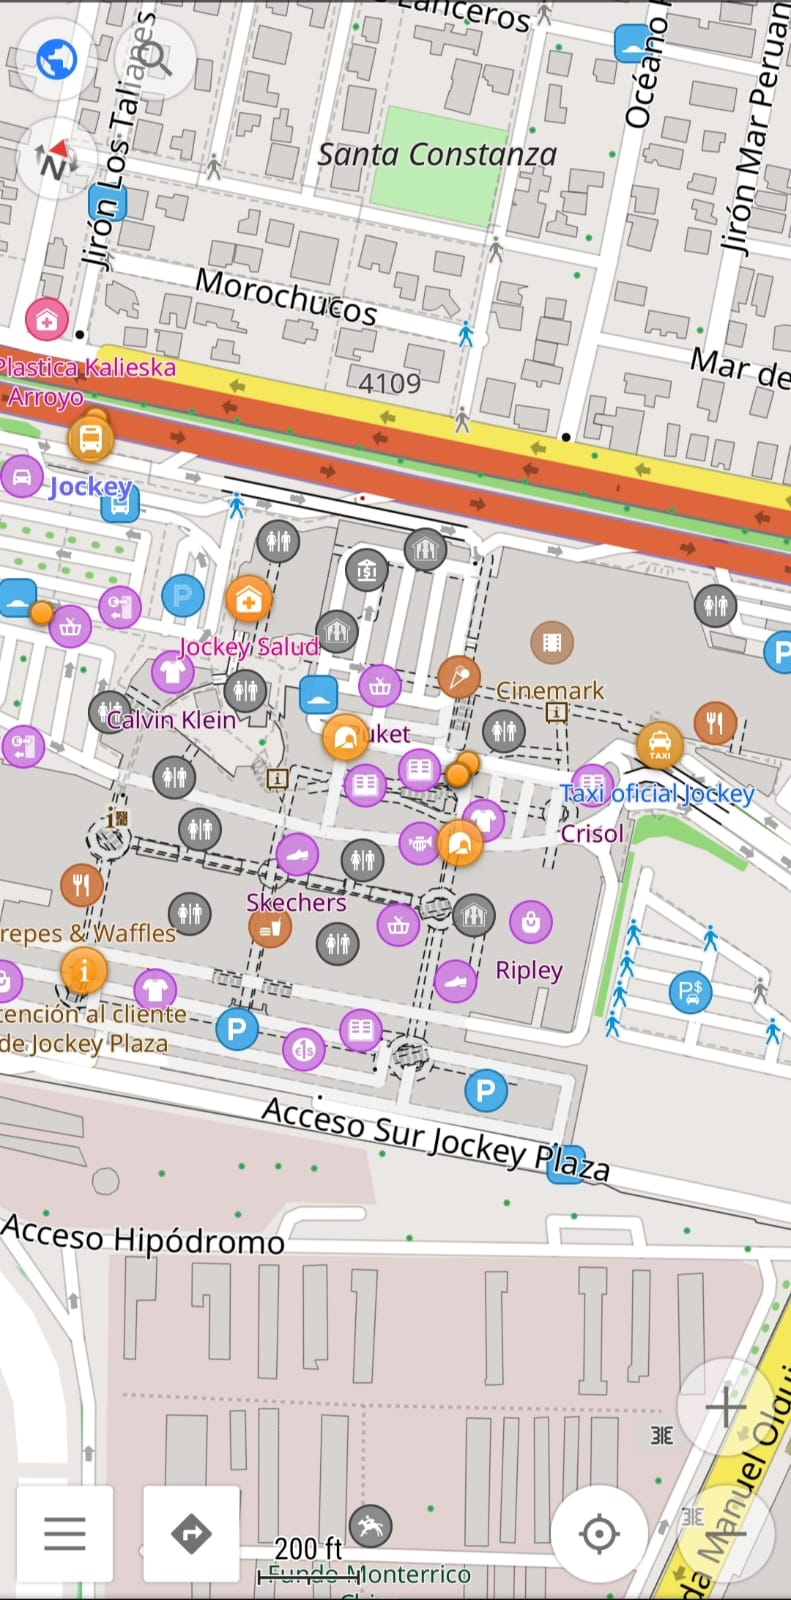 Lanceros
Océano
Jirón Los Talianes
Jirón Mar Peruan
Santa Constanza
N
Morochucos
Mar de
Plastica Kalieska
Arroyo
4109
Jockey
P
P
Jockey Salud
Cinemark
Calvin Klein
uket
TAXI
Taxi oficial Jockey
Crisol
Skechers
repes & Waffles
Ripley
P$
tención al cliente
de Jockey Plaza
P
P
Acceso Sur Jockey Plaza
Acceso Hipódromo
da Manuel Olqui
200 ft
Fundo Monterrico